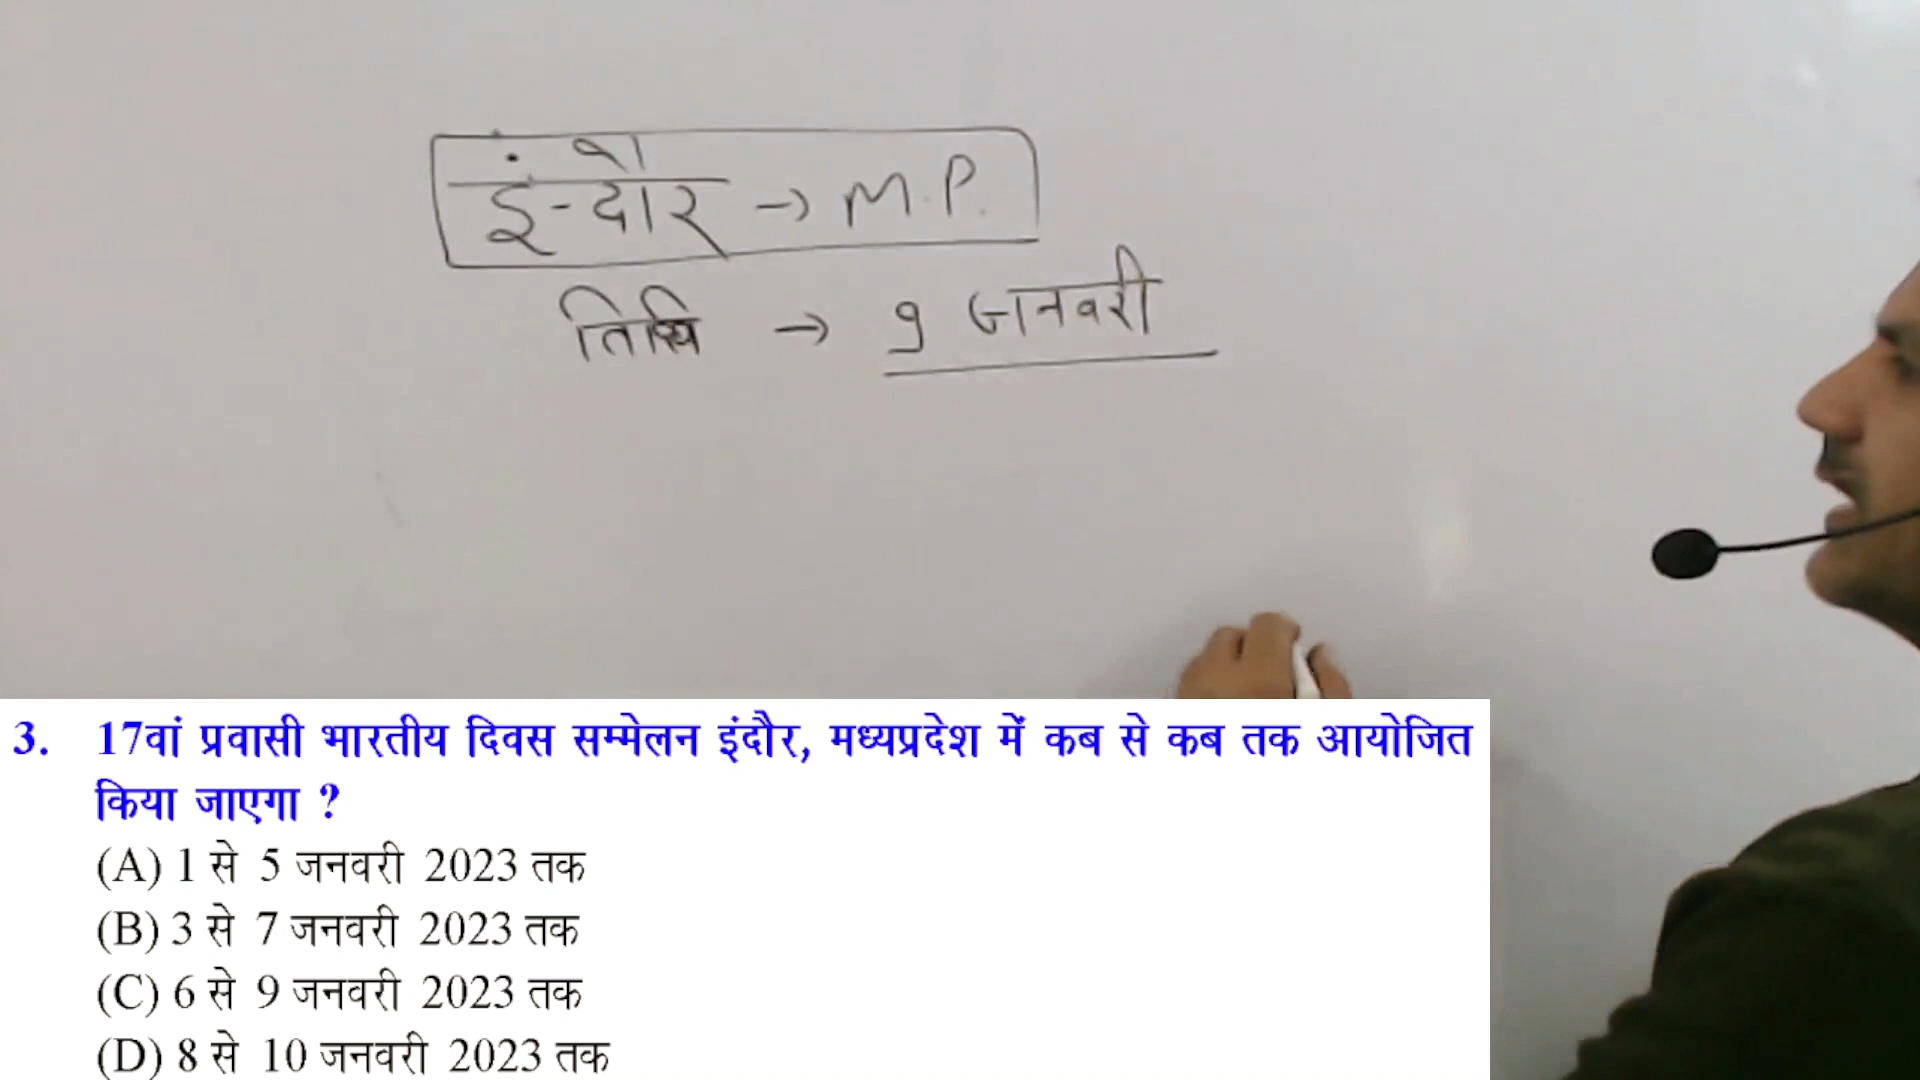 इंदौर → M.P.
तिथि → 9 जनवरी
3. 17वां प्रवासी भारतीय दिवस सम्मेलन इंदौर, मध्यप्रदेश में कब से कब तक आयोजित
किया जाएगा ?
(A) 1 से 5 जनवरी 2023 तक
(B) 3 से 7 जनवरी 2023 तक
(C) 6 से 9 जनवरी 2023 तक
(D) 8 से 10 जनवरी 2023 तक